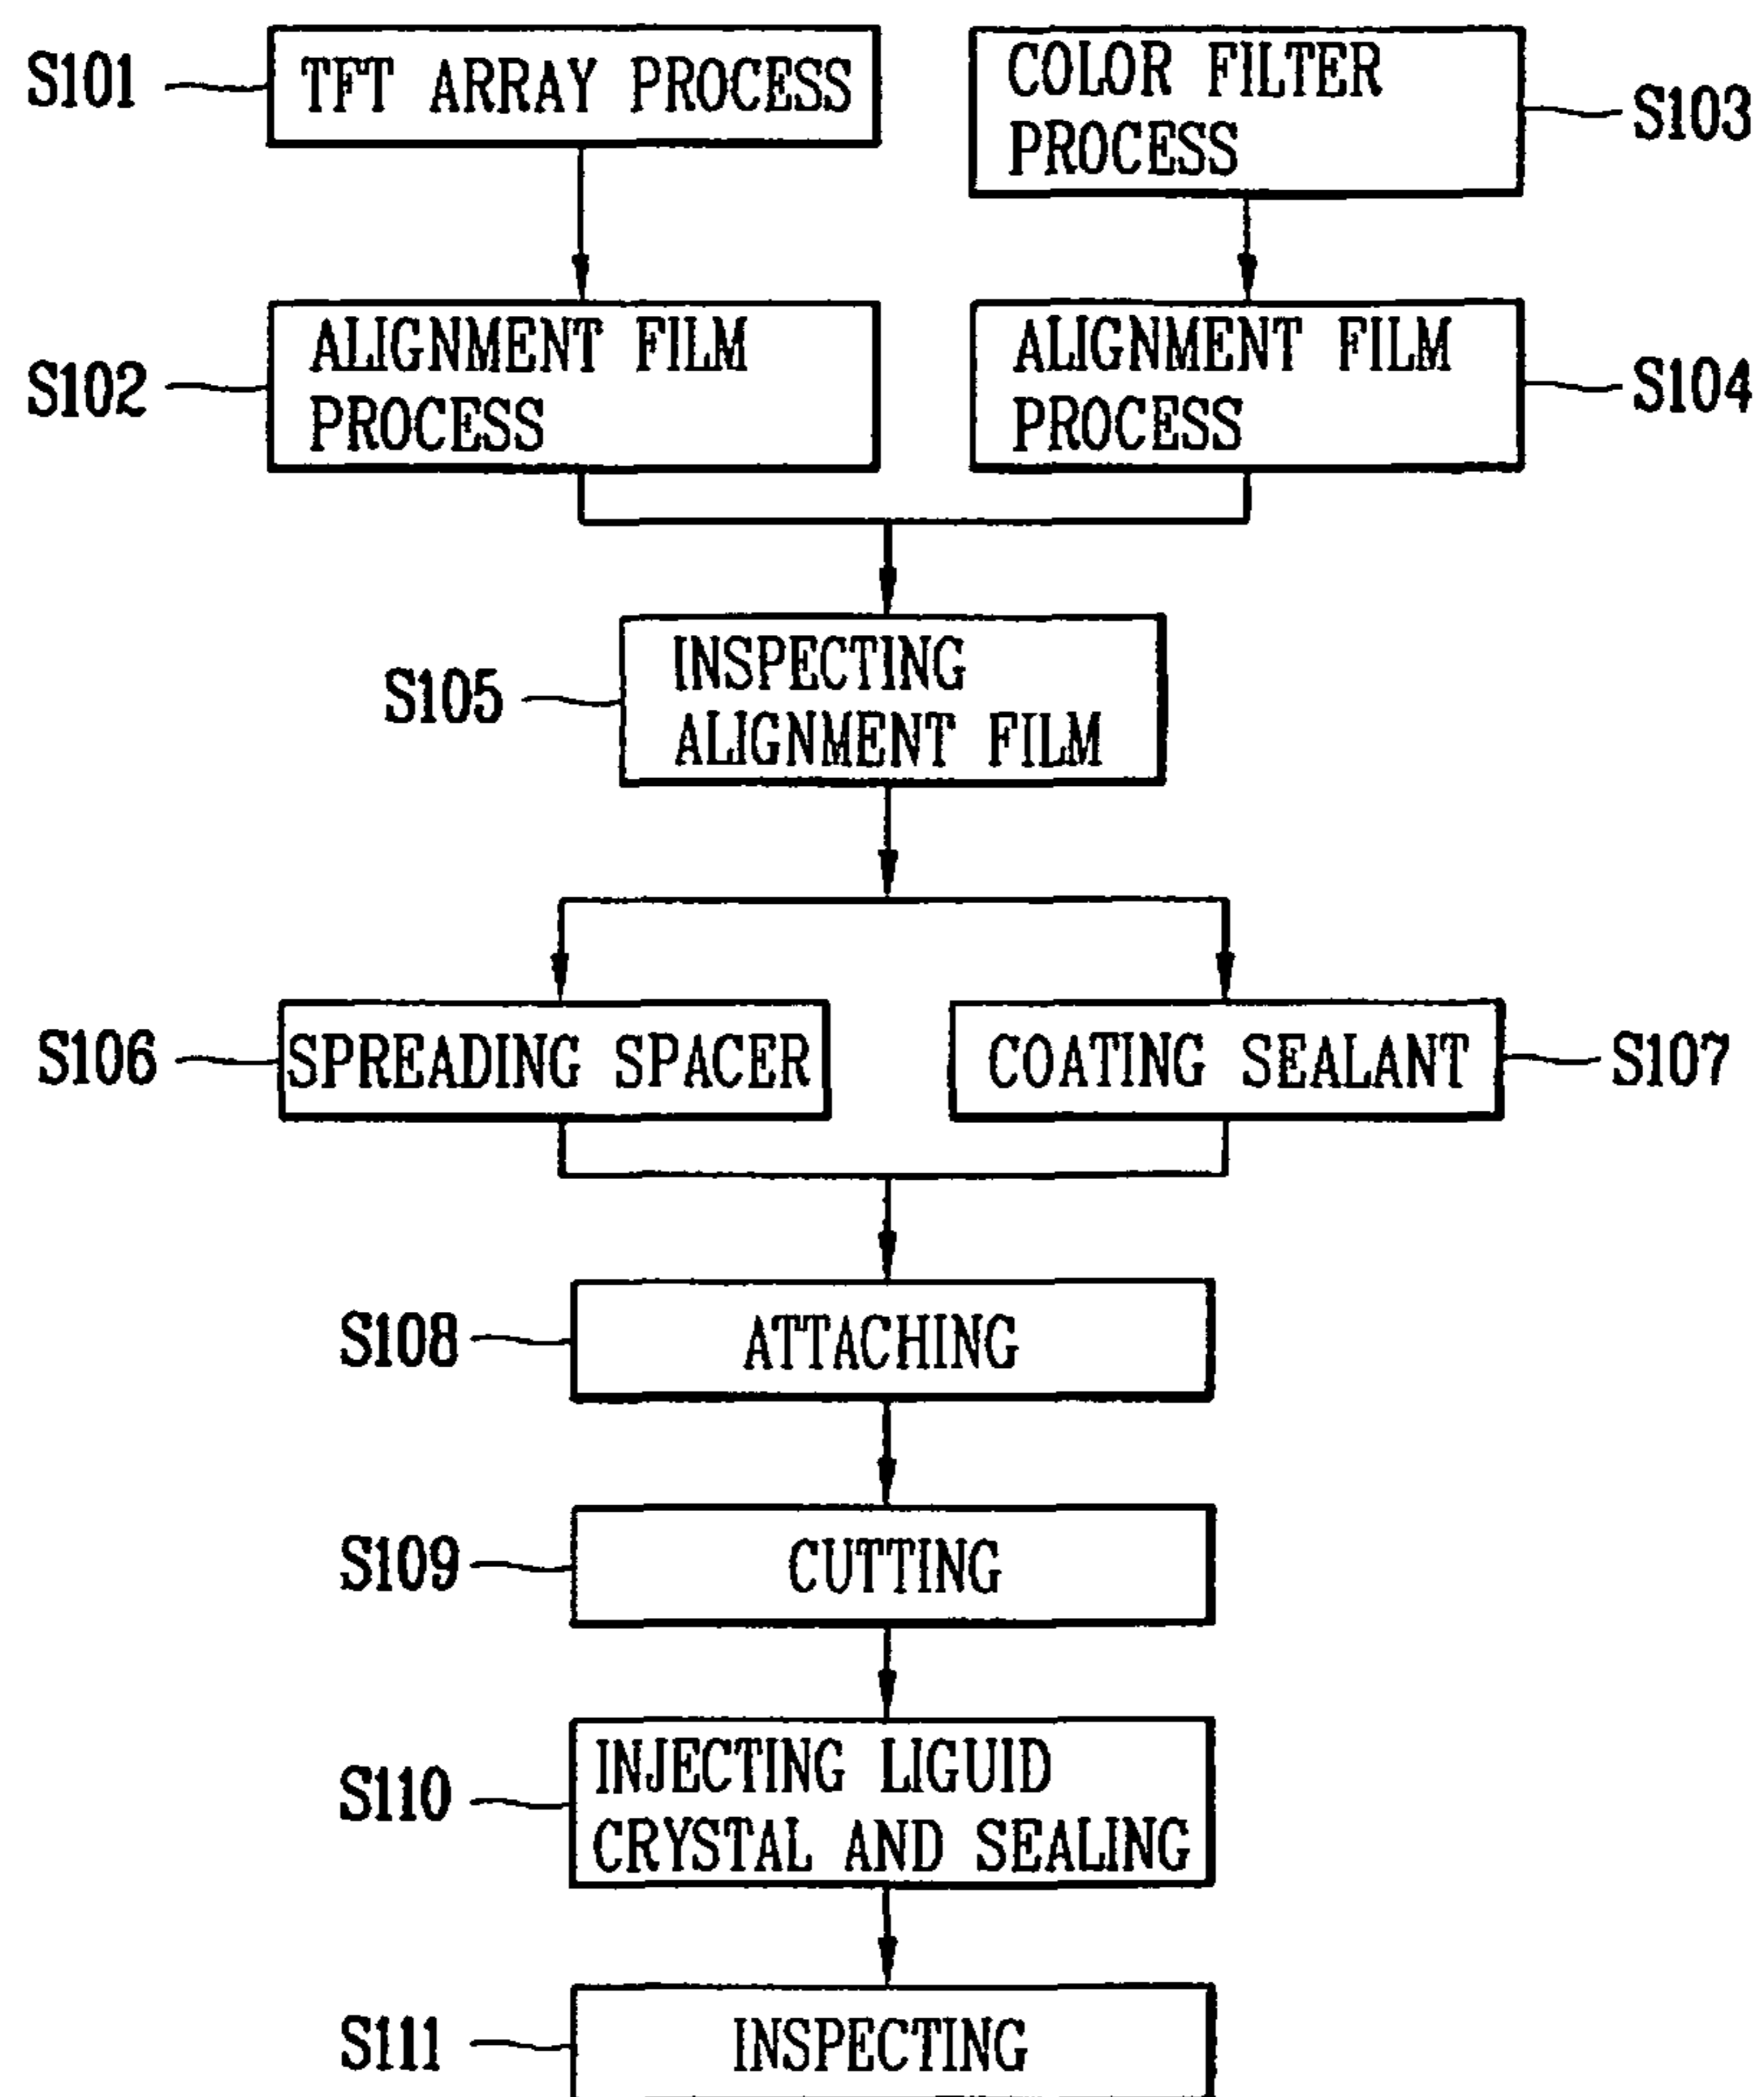 S101
TFT ARRAY PROCESS
COLOR FILTER
PROCESS
S103
S102
ALIGNMENT FILM
PROCESS
ALIGNMENT FILM
PROCESS
S104
S105
INSPECTING
ALIGNMENT FILM
S106
SPREADING SPACER
COATING SEALANT
S107
S108
ATTACHING
S109
CUTTING
S110
INJECTING LIGUID
CRYSTAL AND SEALING
S111
INSPECTING